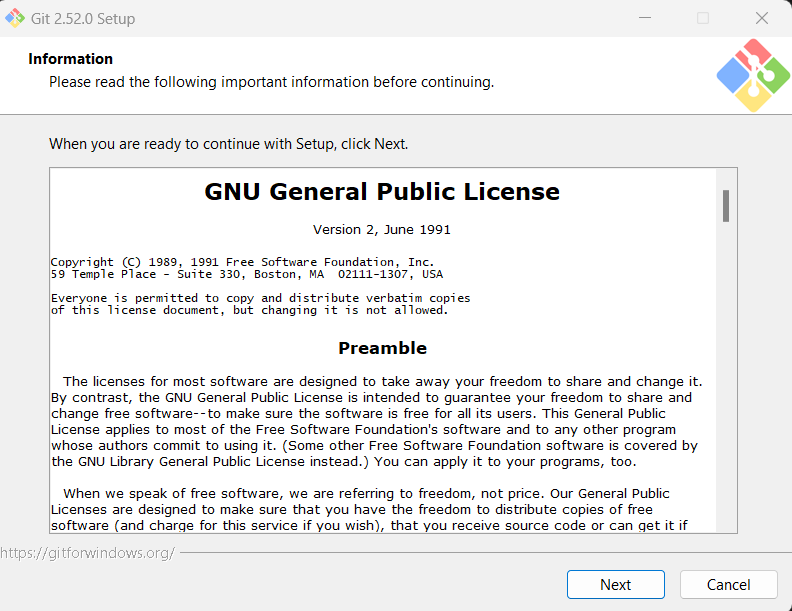 Git 2.52.0 Setup
Information
Please read the following important information before continuing.
When you are ready to continue with Setup, click Next.
GNU General Public License
Version 2, June 1991
Copyright (C) 1989, 1991 Free Software Foundation, Inc.
59 Temple Place - Suite 330, Boston, MA  02111-1307, USA
Everyone is permitted to copy and distribute verbatim copies
of this license document, but changing it is not allowed.
Preamble
The licenses for most software are designed to take away your freedom to share and change it.
By contrast, the GNU General Public License is intended to guarantee your freedom to share and
change free software--to make sure the software is free for all its users. This General Public
License applies to most of the Free Software Foundation's software and to any other program
whose authors commit to using it. (Some other Free Software Foundation software is covered by
the GNU Library General Public License instead.) You can apply it to your programs, too.
When we speak of free software, we are referring to freedom, not price. Our General Public
Licenses are designed to make sure that you have the freedom to distribute copies of free
software (and charge for this service if you wish), that you receive source code or can get it if
https://gitforwindows.org/
Next
Cancel